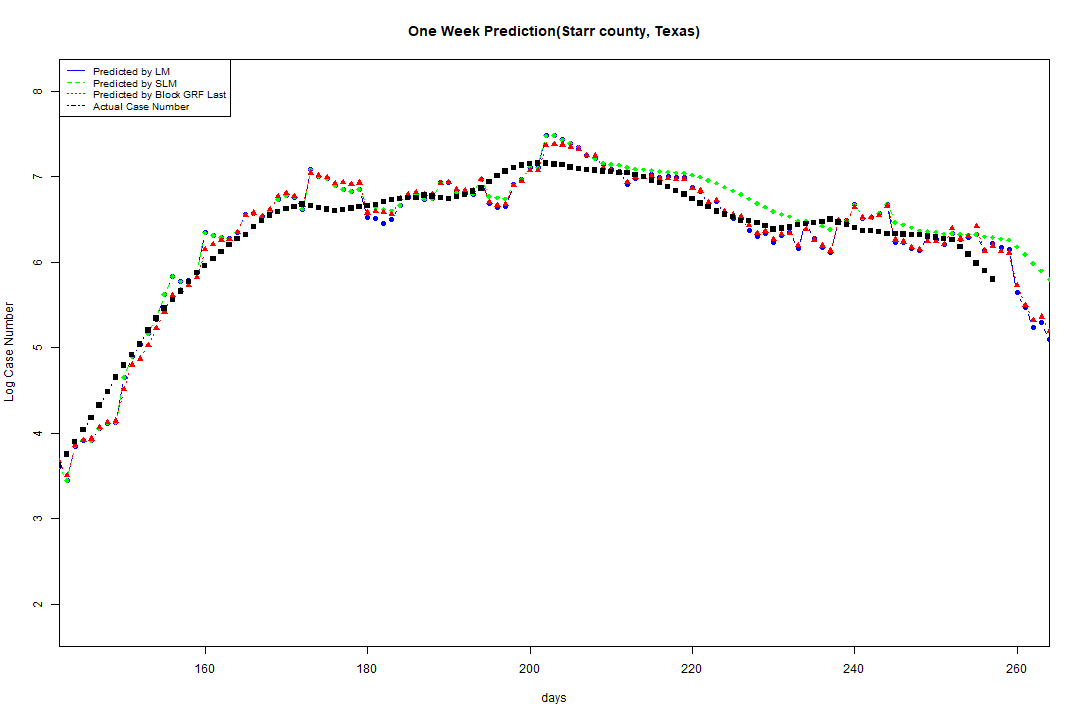 One Week Prediction(Starr county, Texas)
Predicted by LM
Predicted by SLM
Predicted by Block GRF Last
Actual Case Number
8
7
6
5
4
3
2
Log Case Number
160 180 200 220 240 260
days